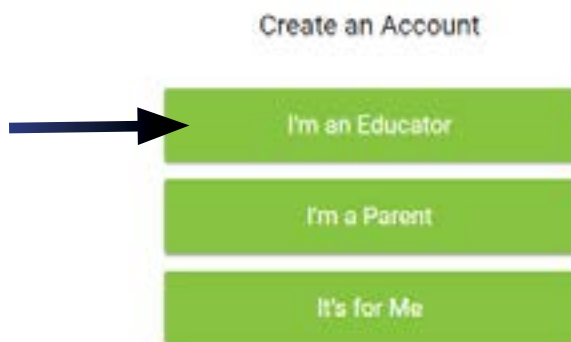 Create an Account
I'm an Educator
I'm a Parent
It's for Me